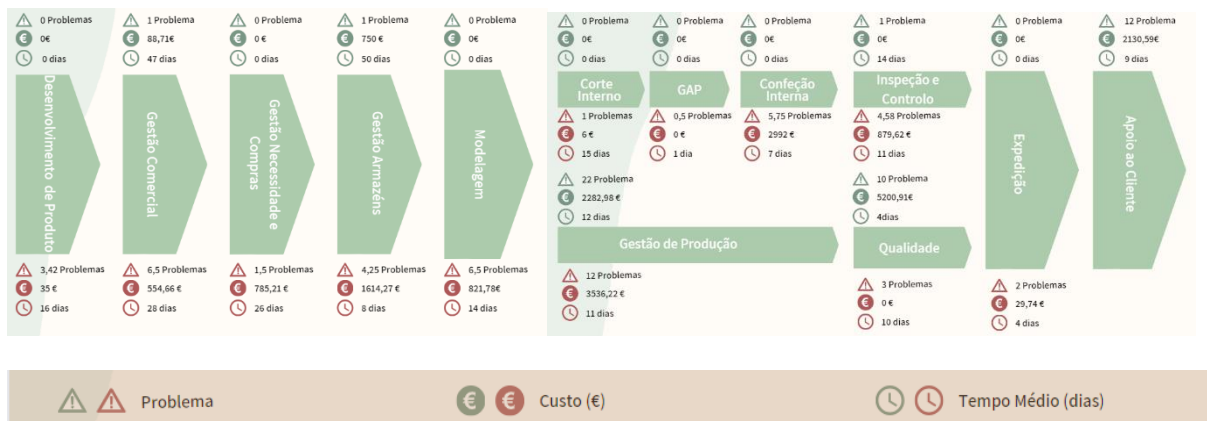 0 Problemas
0€
0 dias
Desenvolvimento de Produto
3,42 Problemas
35 €
16 dias
1 Problema
88,71€
47 dias
Gestão Comercial
6,5 Problemas
554,66 €
28 dias
0 Problema
0 €
0 dias
Gestão Necessidade e
Compras
1,5 Problemas
785,21 €
26 dias
1 Problema
750 €
50 dias
Gestão Armazéns
4,25 Problemas
1614,27 €
8 dias
0 Problema
0€
0 dias
Modelagem
6,5 Problemas
821,78€
14 dias
0 Problema
0€
0 dias
Corte
Interno
1 Problemas
6 €
15 dias
0 Problema
0€
0 dias
GAP
0,5 Problemas
0 €
1 dia
0 Problema
0€
0 dias
Confeção
Interna
5,75 Problemas
2992 €
7 dias
22 Problema
2282,98 €
12 dias
Gestão de Produção
12 Problemas
3536,22 €
11 dias
1 Problema
0€
14 dias
Inspeção e
Controlo
4,58 Problemas
879,62 €
11 dias
10 Problema
5200,91€
4dias
Qualidade
3 Problemas
0 €
10 dias
0 Problema
0€
0 dias
Expedição
2 Problemas
29,74 €
4 dias
12 Problema
2130,59€
9 dias
Apoio ao Cliente
Problema
Custo (€)
Tempo Médio (dias)